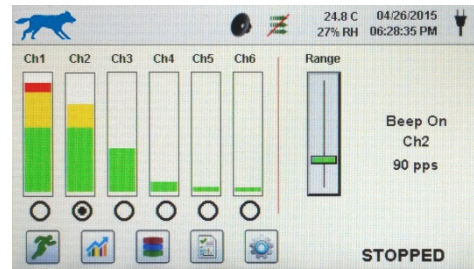 24.8 C 04/26/2015
27% RH 06:28:35 PM
Ch1 Ch2 Ch3 Ch4 Ch5 Ch6 Range
Beep On
Ch2
90 pps
STOPPED